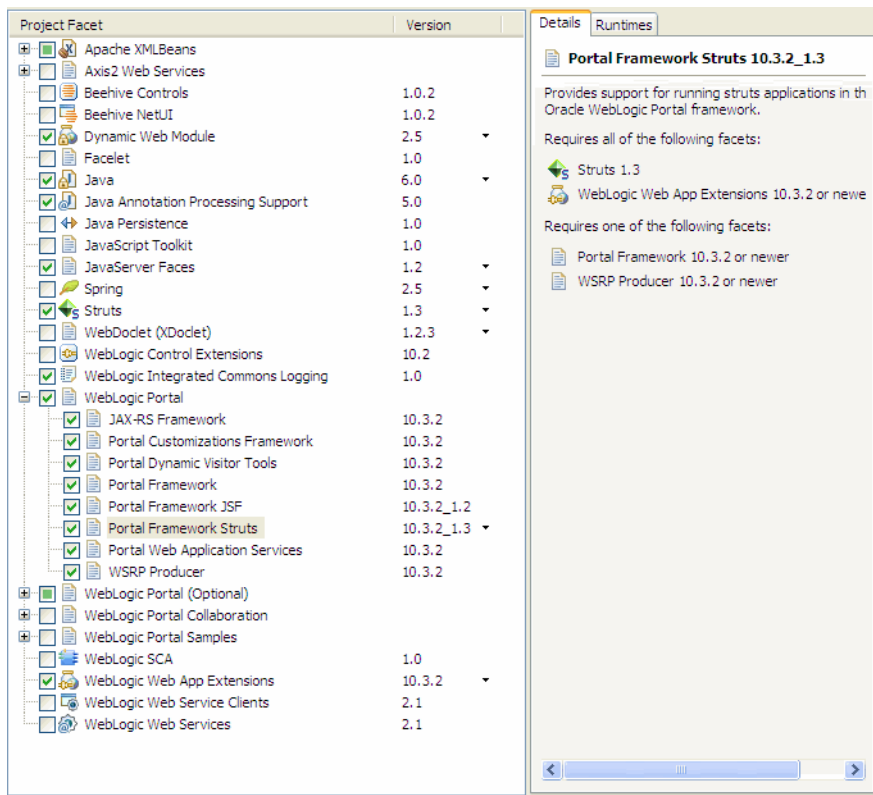 Project Facet Version
Apache XMLBeans
Axis2 Web Services
Beehive Controls 1.0.2
Beehive NetUI 1.0.2
Dynamic Web Module 2.5
Facelet 1.0
Java 6.0
Java Annotation Processing Support 5.0
Java Persistence 1.0
JavaScript Toolkit 1.0
JavaServer Faces 1.2
Spring 2.5
Struts 1.3
WebDoclet (XDoclet) 1.2.3
WebLogic Control Extensions 10.2
WebLogic Integrated Commons Logging 1.0
WebLogic Portal
JAX-RS Framework 10.3.2
Portal Customizations Framework 10.3.2
Portal Dynamic Visitor Tools 10.3.2
Portal Framework 10.3.2
Portal Framework JSF 10.3.2_1.2
Portal Framework Struts 10.3.2_1.3
Portal Web Application Services 10.3.2
WSRP Producer 10.3.2
WebLogic Portal (Optional)
WebLogic Portal Collaboration
WebLogic Portal Samples
WebLogic SCA 1.0
WebLogic Web App Extensions 10.3.2
WebLogic Web Service Clients 2.1
WebLogic Web Services 2.1
Details Runtimes
Portal Framework Struts 10.3.2_1.3
Provides support for running struts applications in th
Oracle WebLogic Portal framework.
Requires all of the following facets:
Struts 1.3
WebLogic Web App Extensions 10.3.2 or newe
Requires one of the following facets:
Portal Framework 10.3.2 or newer
WSRP Producer 10.3.2 or newer